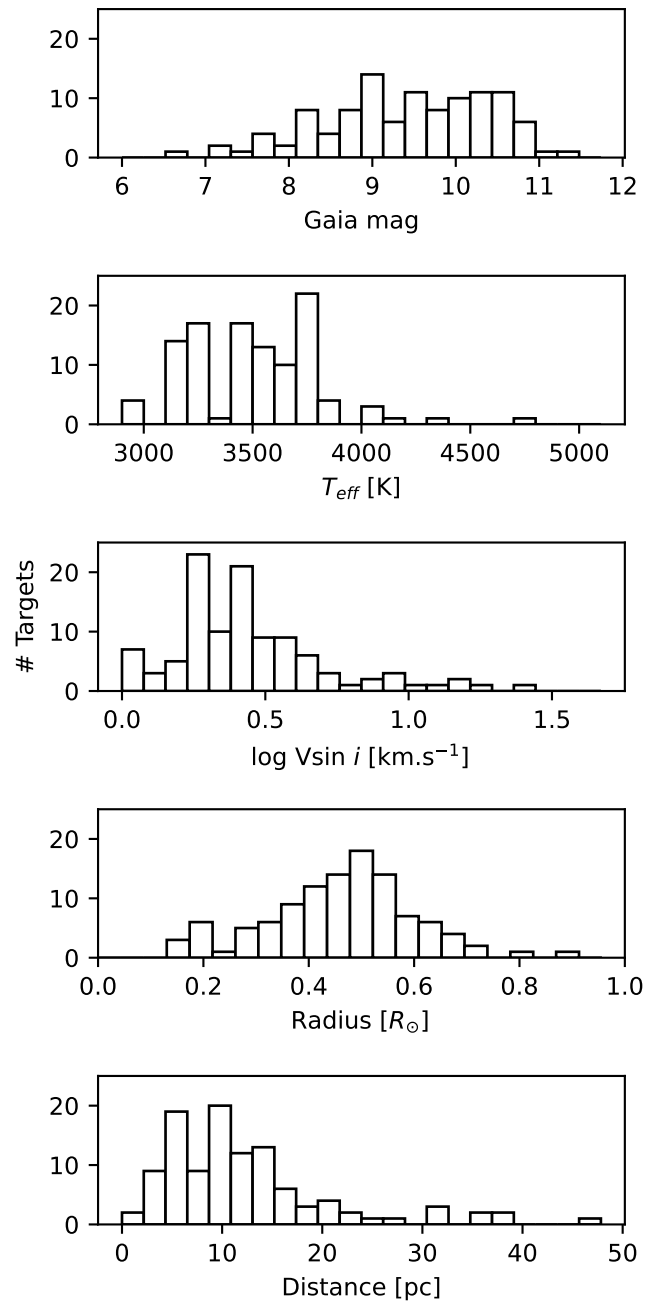 20
10
0
6 7 8 9 10 11 12
Gaia mag
20
10
0
3000 3500 4000 4500 5000
T_eff [K]
# Targets
20
10
0
0.0 0.5 1.0 1.5
log Vsin i [km.s⁻¹]
20
10
0
0.0 0.2 0.4 0.6 0.8 1.0
Radius [R⊙]
20
10
0
0 10 20 30 40 50
Distance [pc]